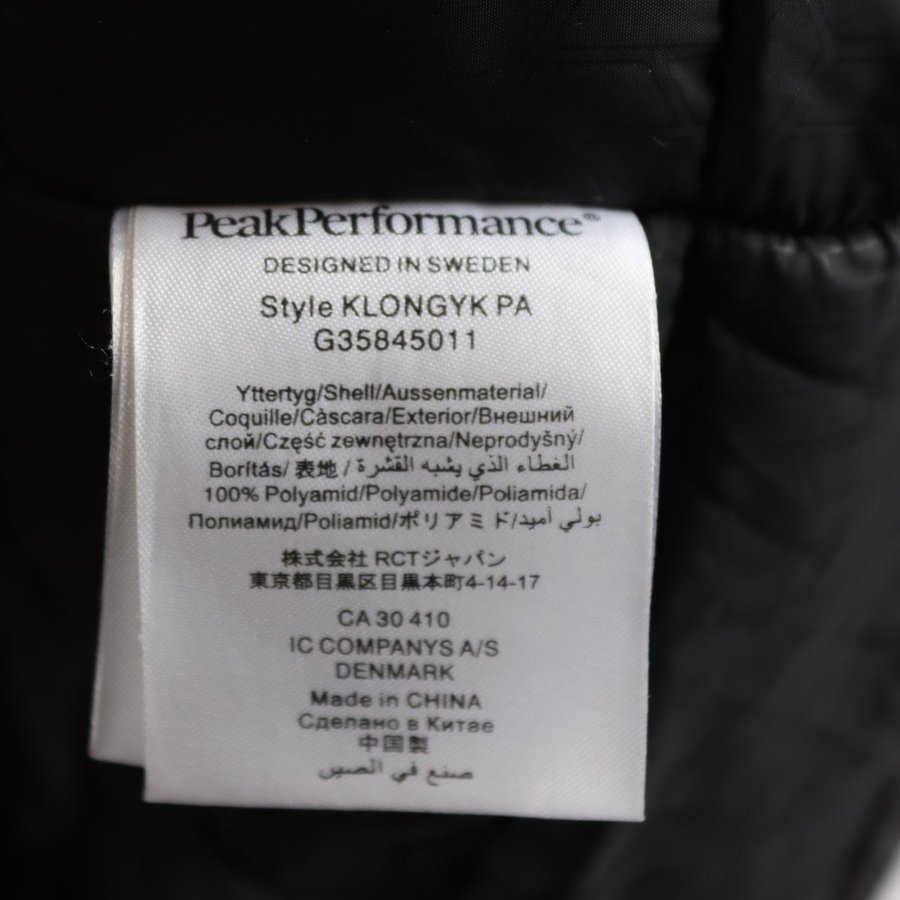 PeakPerformance®
DESIGNED IN SWEDEN
Style KLONGYK PA
G35845011
Yttertyg/Shell/Aussenmaterial/
Coquille/Càscara/Exterior/Внешний
слой/Część zewnętrzna/Neprodyšný/
Borítás/表地/الغطاء الذي يشبه القشرة
100% Polyamid/Polyamide/Poliamida/
Полиамид/Poliamid/ポリアミド/بولي أميد
株式会社 RCTジャパン
東京都目黒区目黒本町4-14-17
CA 30 410
IC COMPANYS A/S
DENMARK
Made in CHINA
Сделано в Китае
中国製
صنع في الصين